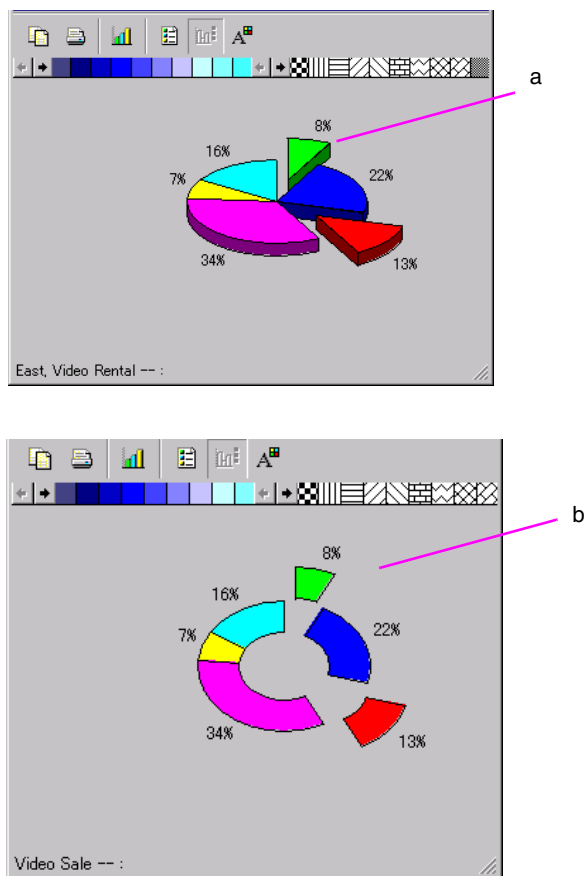 A
a
8%
16%
22%
7%
34%
13%
East, Video Rental -- :
A
b
8%
16%
22%
7%
34%
13%
Video Sale -- :